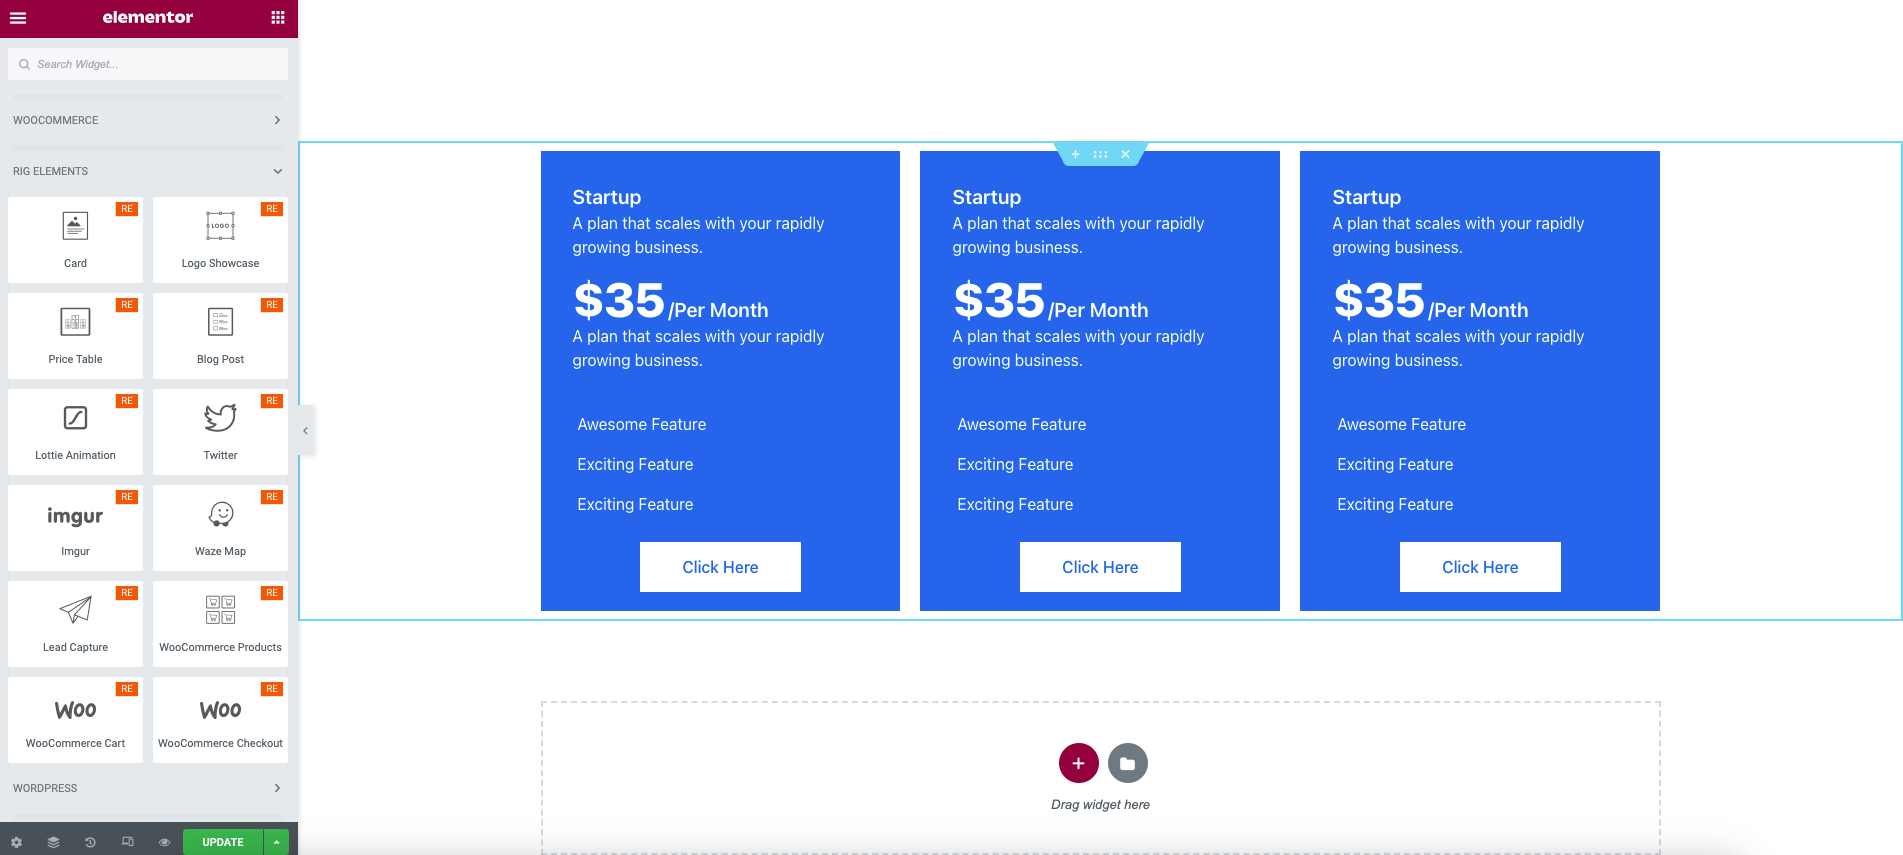 elementor
Search Widget...
WOOCOMMERCE
RIG ELEMENTS
RE
Card
RE
LOGO
Logo Showcase
RE
Price Table
RE
Blog Post
RE
Lottie Animation
RE
Twitter
RE
imgur
Imgur
RE
Waze Map
RE
Lead Capture
RE
WooCommerce Products
RE
Woo
WooCommerce Cart
RE
Woo
WooCommerce Checkout
WORDPRESS
UPDATE
Startup
A plan that scales with your rapidly
growing business.
$35/Per Month
A plan that scales with your rapidly
growing business.
Awesome Feature
Exciting Feature
Exciting Feature
Click Here
Startup
A plan that scales with your rapidly
growing business.
$35/Per Month
A plan that scales with your rapidly
growing business.
Awesome Feature
Exciting Feature
Exciting Feature
Click Here
Startup
A plan that scales with your rapidly
growing business.
$35/Per Month
A plan that scales with your rapidly
growing business.
Awesome Feature
Exciting Feature
Exciting Feature
Click Here
Drag widget here